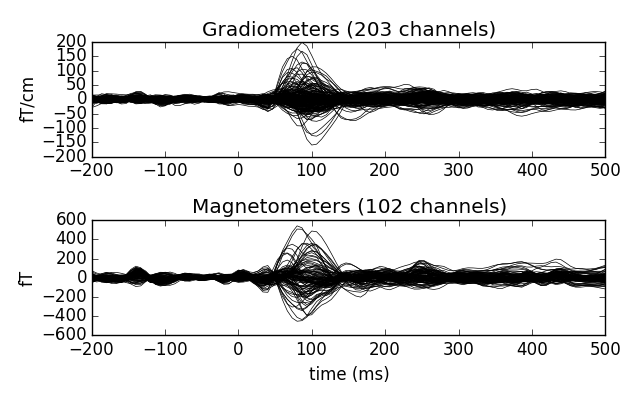 Gradiometers (203 channels)
200
150
100
50
0
−50
−100
−150
−200
fT/cm
−200 −100 0 100 200 300 400 500
Magnetometers (102 channels)
600
400
200
0
−200
−400
−600
fT
−200 −100 0 100 200 300 400 500
time (ms)